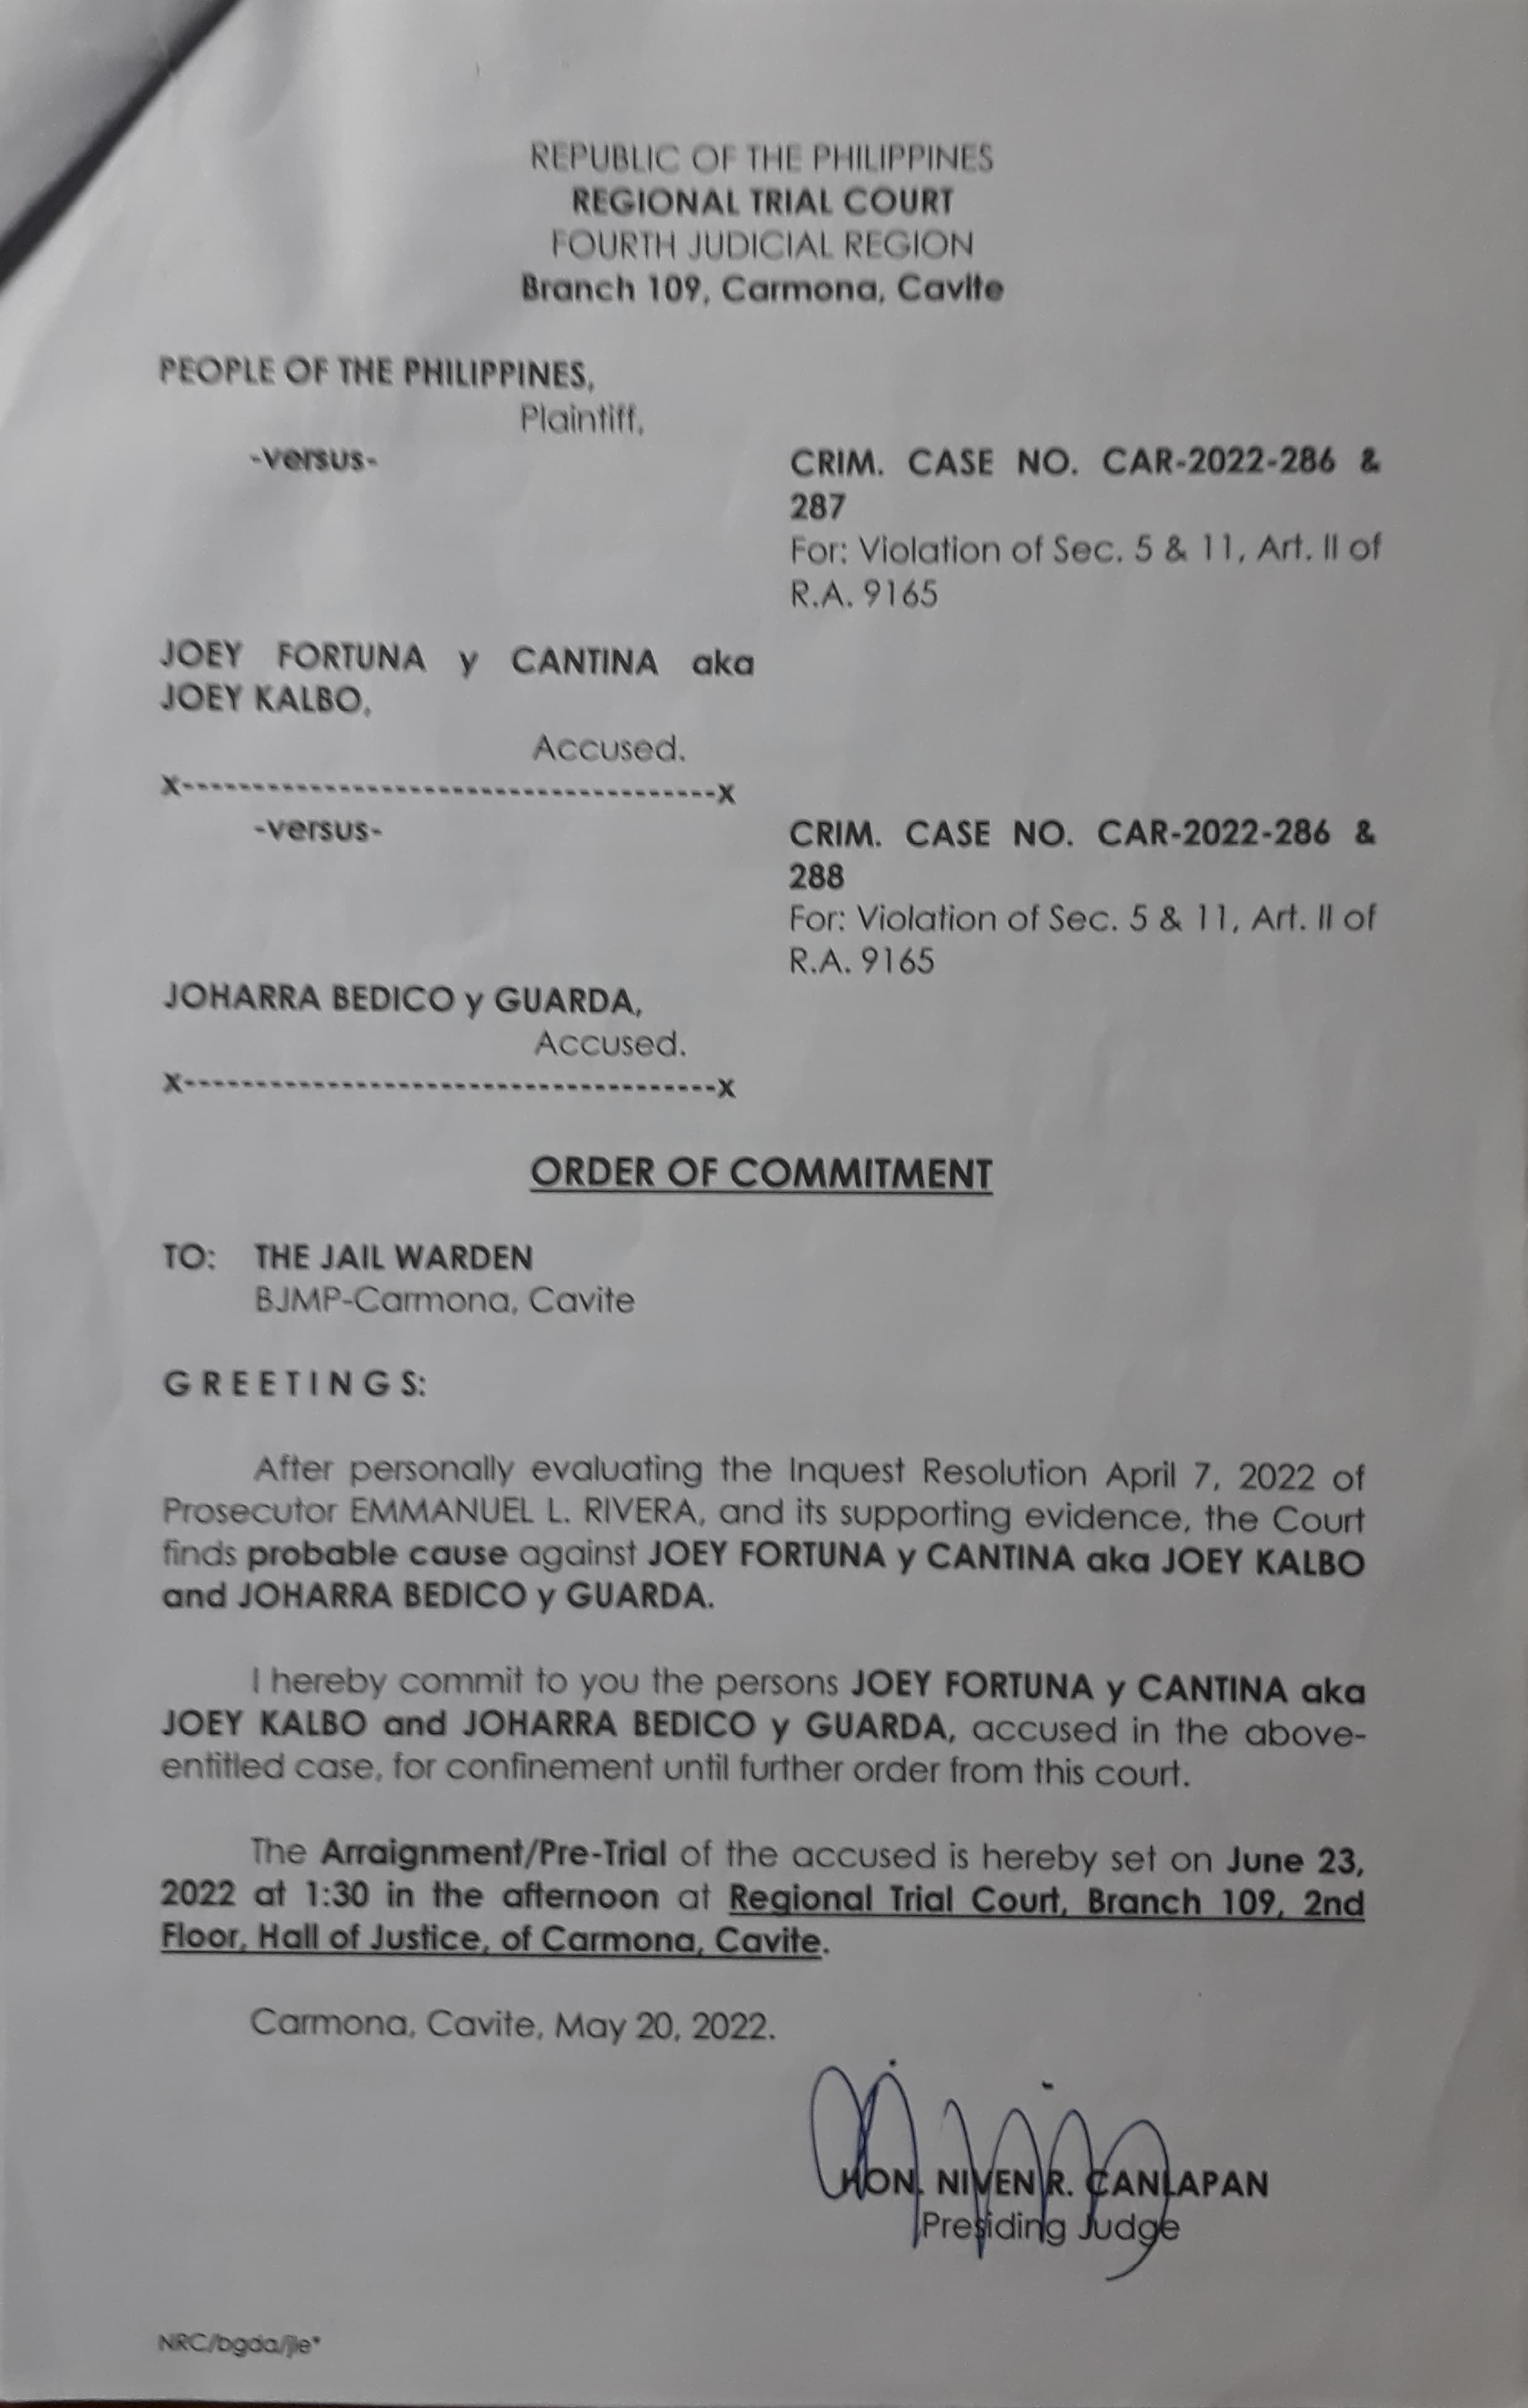 REPUBLIC OF THE PHILIPPINES
REGIONAL TRIAL COURT
FOURTH JUDICIAL REGION
Branch 109, Carmona, Cavite
PEOPLE OF THE PHILIPPINES,
Plaintiff,
-versus-
CRIM. CASE NO. CAR-2022-286 &
287
For: Violation of Sec. 5 & 11, Art. II of
R.A. 9165
JOEY FORTUNA y CANTINA aka
JOEY KALBO,
Accused.
x--------------------------------------x
-versus-
CRIM. CASE NO. CAR-2022-286 &
288
For: Violation of Sec. 5 & 11, Art. II of
R.A. 9165
JOHARRA BEDICO y GUARDA,
Accused.
x--------------------------------------x
ORDER OF COMMITMENT
TO: THE JAIL WARDEN
BJMP-Carmona, Cavite
G R E E T I N G S:
After personally evaluating the Inquest Resolution April 7, 2022 of
Prosecutor EMMANUEL L. RIVERA, and its supporting evidence, the Court
finds probable cause against JOEY FORTUNA y CANTINA aka JOEY KALBO
and JOHARRA BEDICO y GUARDA.
I hereby commit to you the persons JOEY FORTUNA y CANTINA aka
JOEY KALBO and JOHARRA BEDICO y GUARDA, accused in the above-
entitled case, for confinement until further order from this court.
The Arraignment/Pre-Trial of the accused is hereby set on June 23,
2022 at 1:30 in the afternoon at Regional Trial Court, Branch 109, 2nd
Floor, Hall of Justice, of Carmona, Cavite.
Carmona, Cavite, May 20, 2022.
HON. NIVEN R. CANLAPAN
Presiding Judge
NRC/bgda/jle*